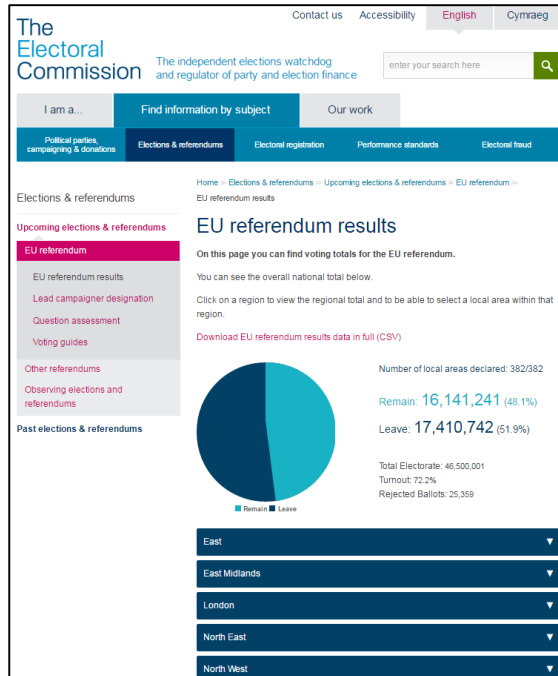 Contact us Accessibility English Cymraeg
The
Electoral
Commission
The independent elections watchdog
and regulator of party and election finance
enter your search here
I am a... Find information by subject Our work
Political parties,
campaigning & donations
Elections & referendums
Electoral registration
Performance standards
Electoral fraud
Home » Elections & referendums » Upcoming elections & referendums » EU referendum »
EU referendum results
Elections & referendums
Upcoming elections & referendums
EU referendum
EU referendum results
Lead campaigner designation
Question assessment
Voting guides
Other referendums
Observing elections and
referendums
Past elections & referendums
EU referendum results
On this page you can find voting totals for the EU referendum.
You can see the overall national total below.
Click on a region to view the regional total and to be able to select a local area within that
region.
Download EU referendum results data in full (CSV)
Number of local areas declared: 382/382
Remain: 16,141,241 (48.1%)
Leave: 17,410,742 (51.9%)
Total Electorate: 46,500,001
Turnout: 72.2%
Rejected Ballots: 25,359
Remain Leave
East
East Midlands
London
North East
North West